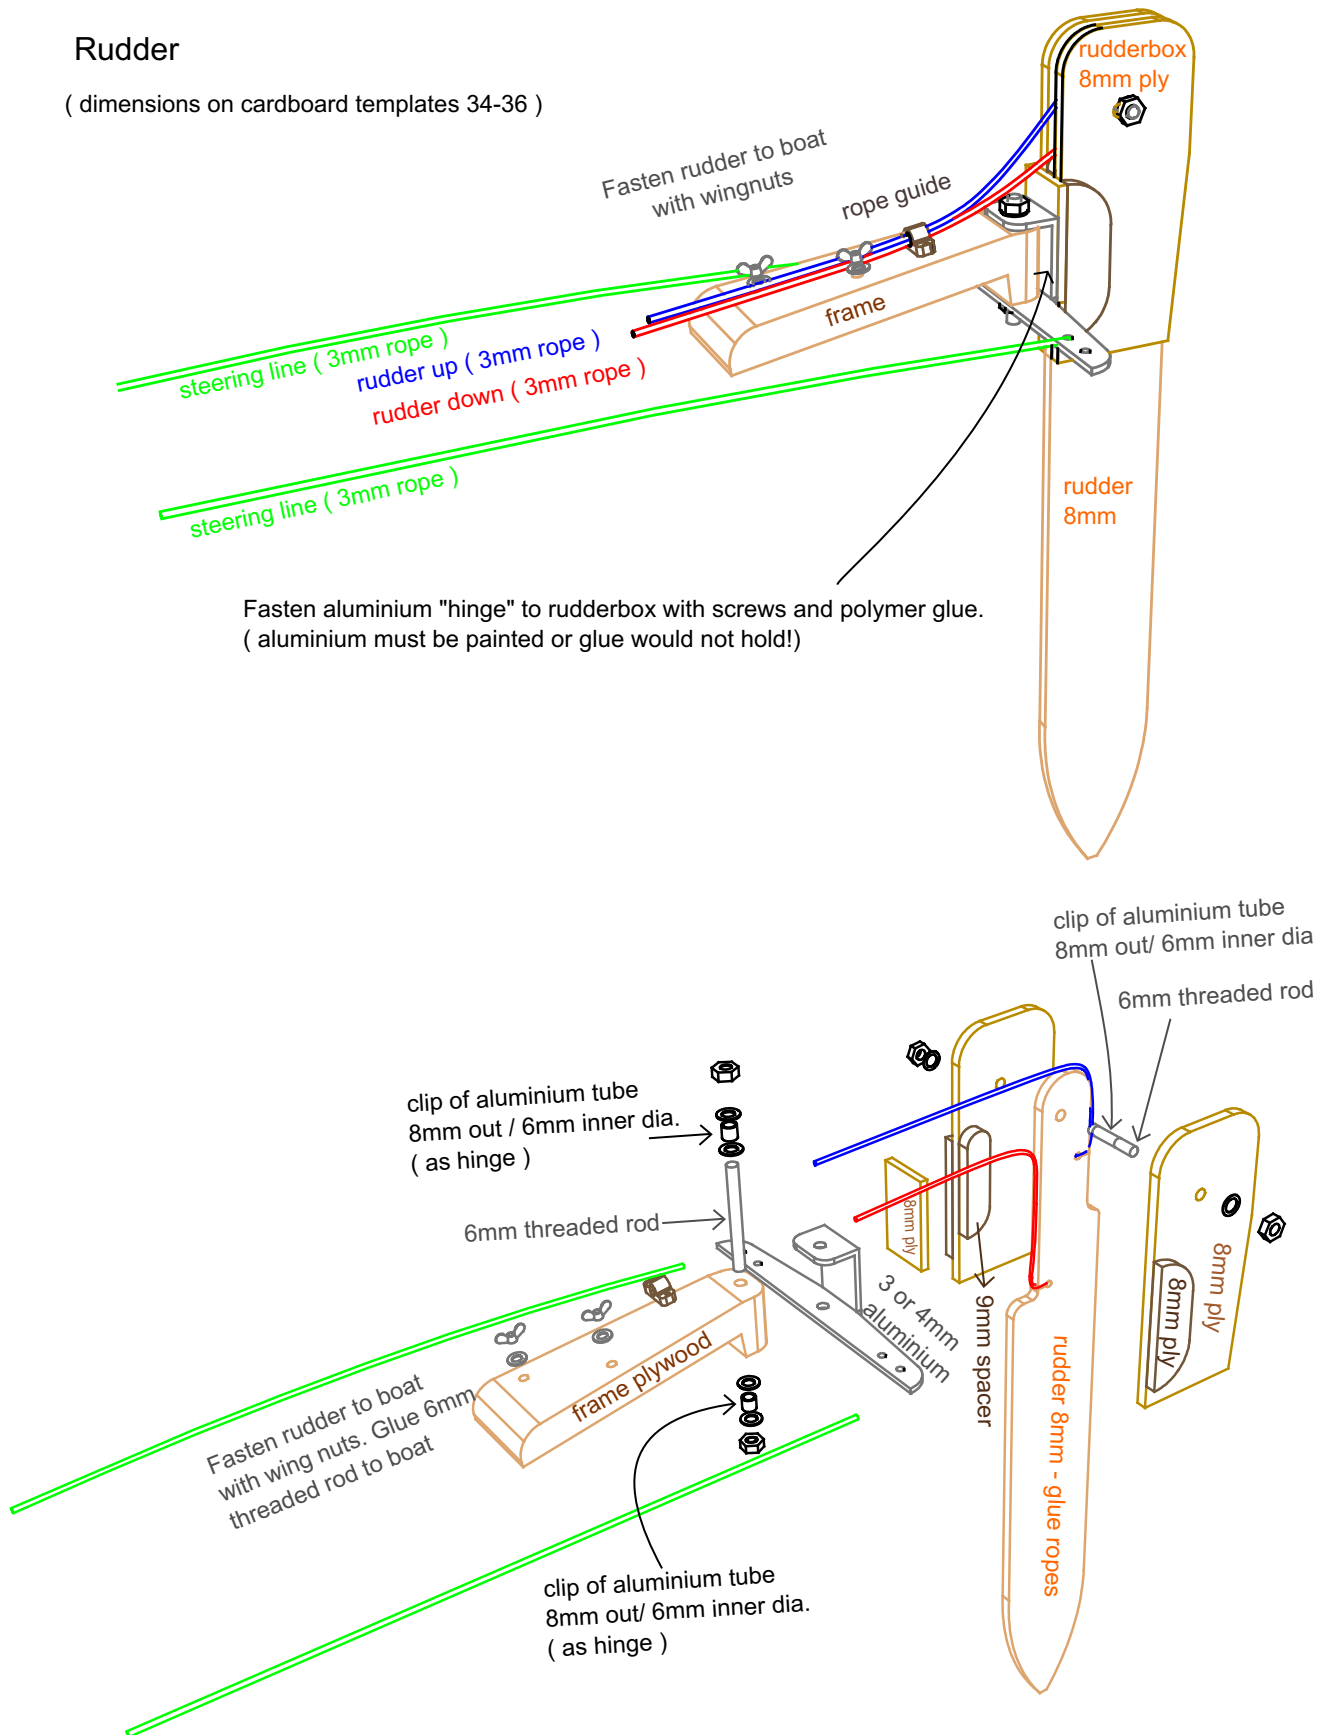 Rudder
( dimensions on cardboard templates 34-36 )
rudderbox
8mm ply
Fasten rudder to boat
with wingnuts
rope guide
frame
steering line ( 3mm rope )
rudder up ( 3mm rope )
rudder down ( 3mm rope )
steering line ( 3mm rope )
rudder
8mm
Fasten aluminium "hinge" to rudderbox with screws and polymer glue.
( aluminium must be painted or glue would not hold!)
clip of aluminium tube
8mm out/ 6mm inner dia
6mm threaded rod
clip of aluminium tube
8mm out / 6mm inner dia.
( as hinge )
6mm threaded rod
8mm ply
3 or 4mm
aluminium
9mm spacer
8mm ply
8mm ply
frame plywood
Fasten rudder to boat
with wing nuts. Glue 6mm
threaded rod to boat
rudder 8mm - glue ropes
clip of aluminium tube
8mm out/ 6mm inner dia.
( as hinge )